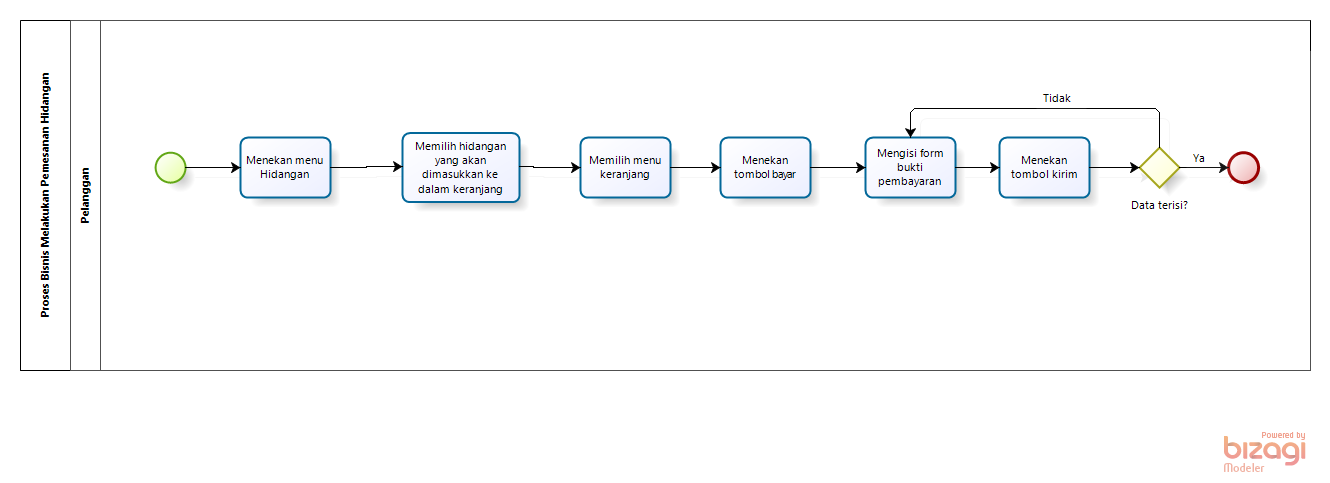 Proses Bisnis Melakukan Pemesanan Hidangan
Pelanggan
Menekan menu
Hidangan
Memilih hidangan
yang akan
dimasukkan ke
dalam keranjang
Memilih menu
keranjang
Menekan
tombol bayar
Mengisi form
bukti
pembayaran
Menekan
tombol kirim
Tidak
Ya
Data terisi?
Powered by
bizagi
Modeler